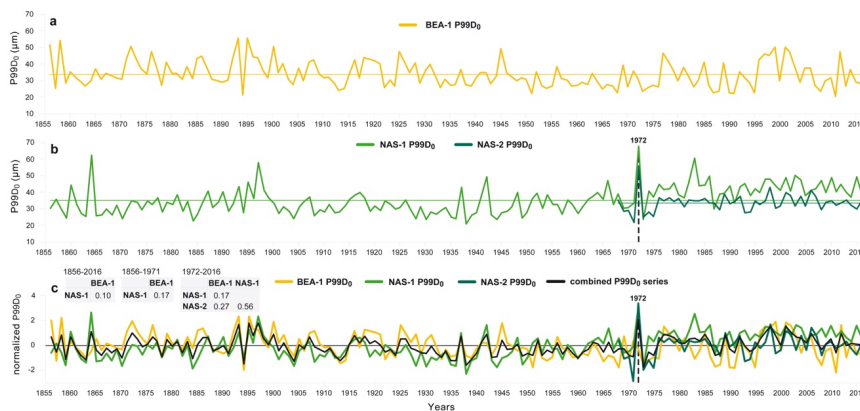 a
BEA-1 P99D₀
P99D₀ (µm)
70
60
50
40
30
20
10
1855 1860 1865 1870 1875 1880 1885 1890 1895 1900 1905 1910 1915 1920 1925 1930 1935 1940 1945 1950 1955 1960 1965 1970 1975 1980 1985 1990 1995 2000 2005 2010 2015
b
NAS-1 P99D₀ NAS-2 P99D₀
1972
P99D₀ (µm)
70
60
50
40
30
20
10
1855 1860 1865 1870 1875 1880 1885 1890 1895 1900 1905 1910 1915 1920 1925 1930 1935 1940 1945 1950 1955 1960 1965 1970 1975 1980 1985 1990 1995 2000 2005 2010 2015
1856-2016 1856-1971 1972-2016
c
BEA-1 BEA-1 BEA-1 NAS-1
NAS-1 0.10 NAS-1 0.17 NAS-1 0.17
NAS-2 0.27 0.56
BEA-1 P99D₀ NAS-1 P99D₀ NAS-2 P99D₀ combined P99D₀ series
1972
normalized P99D₀
4
2
0
-2
1855 1860 1865 1870 1875 1880 1885 1890 1895 1900 1905 1910 1915 1920 1925 1930 1935 1940 1945 1950 1955 1960 1965 1970 1975 1980 1985 1990 1995 2000 2005 2010 2015
Years